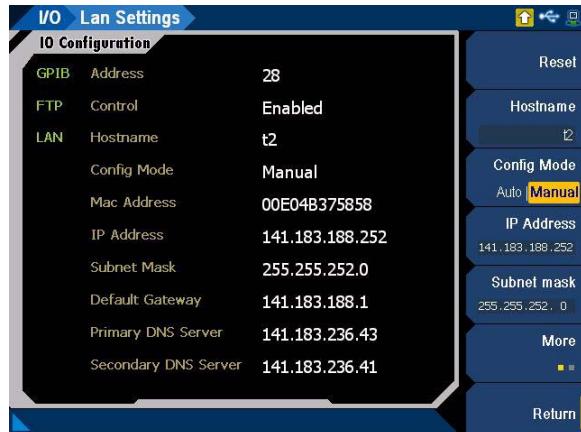 I/O Lan Settings
IO Configuration
GPIB Address 28
FTP Control Enabled
LAN Hostname t2
Config Mode Manual
Mac Address 00E04B375858
IP Address 141.183.188.252
Subnet Mask 255.255.252.0
Default Gateway 141.183.188.1
Primary DNS Server 141.183.236.43
Secondary DNS Server 141.183.236.41
Reset
Hostname
t2
Config Mode
Auto Manual
IP Address
141.183.188.252
Subnet mask
255.255.252. 0
More
Return